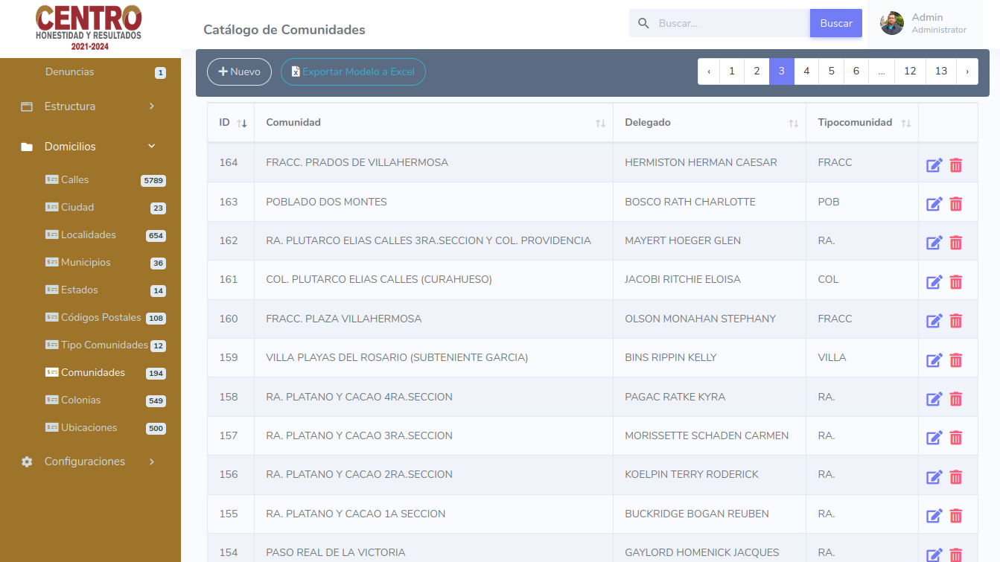 CENTRO
HONESTIDAD Y RESULTADOS
2021-2024
Catálogo de Comunidades
Buscar...
Buscar
Admin
Administrator
Denuncias 1
Estructura
Domicilios
Calles 5789
Ciudad 23
Localidades 654
Municipios 36
Estados 14
Códigos Postales 108
Tipo Comunidades 12
Comunidades 194
Colonias 549
Ubicaciones 500
Configuraciones
Nuevo Exportar Modelo a Excel ‹ 1 2 3 4 5 6 ... 12 13 ›
ID Comunidad Delegado Tipocomunidad
164 FRACC. PRADOS DE VILLAHERMOSA HERMISTON HERMAN CAESAR FRACC
163 POBLADO DOS MONTES BOSCO RATH CHARLOTTE POB
162 RA. PLUTARCO ELIAS CALLES 3RA.SECCION Y COL. PROVIDENCIA MAYERT HOEGER GLEN RA.
161 COL. PLUTARCO ELIAS CALLES (CURAHUESO) JACOBI RITCHIE ELOISA COL
160 FRACC. PLAZA VILLAHERMOSA OLSON MONAHAN STEPHANY FRACC
159 VILLA PLAYAS DEL ROSARIO (SUBTENIENTE GARCIA) BINS RIPPIN KELLY VILLA
158 RA. PLATANO Y CACAO 4RA.SECCION PAGAC RATKE KYRA RA.
157 RA. PLATANO Y CACAO 3RA.SECCION MORISSETTE SCHADEN CARMEN RA.
156 RA. PLATANO Y CACAO 2RA.SECCION KOELPIN TERRY RODERICK RA.
155 RA. PLATANO Y CACAO 1A SECCION BUCKRIDGE BOGAN REUBEN RA.
154 PASO REAL DE LA VICTORIA GAYLORD HOMENICK JACQUES RA.